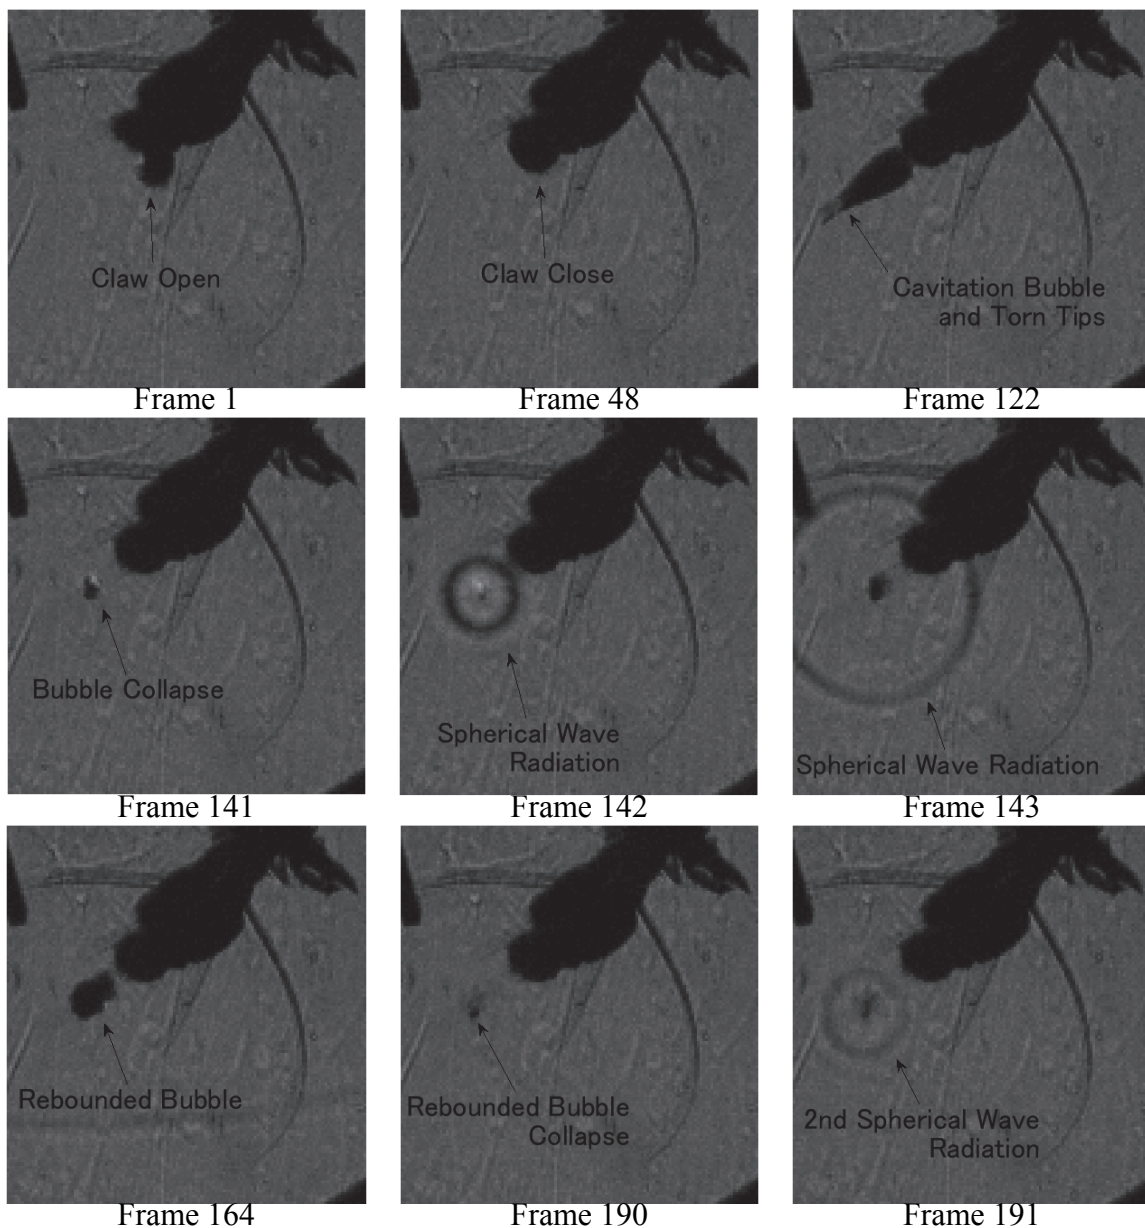 Claw Open
Claw Close
Cavitation Bubble
and Torn Tips
Frame 1
Frame 48
Frame 122
Bubble Collapse
Spherical Wave
Radiation
Spherical Wave Radiation
Frame 141
Frame 142
Frame 143
Rebounded Bubble
Rebounded Bubble
Collapse
2nd Spherical Wave
Radiation
Frame 164
Frame 190
Frame 191